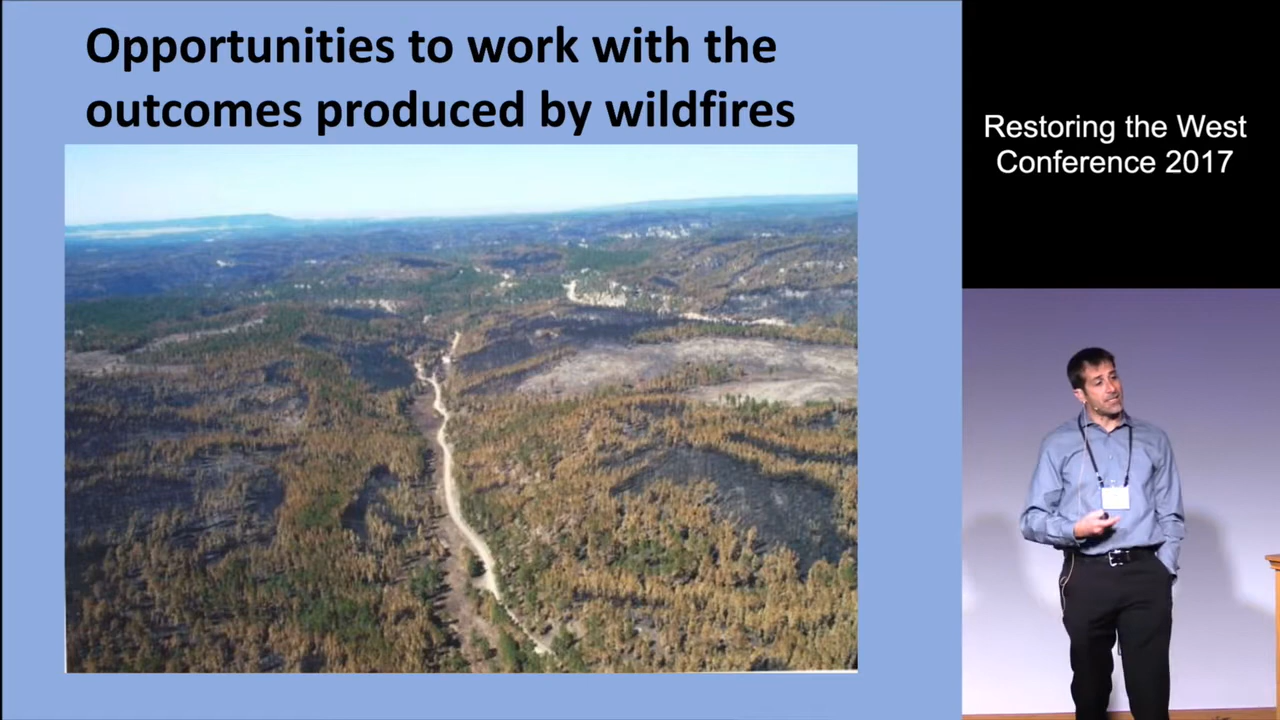 Opportunities to work with the
outcomes produced by wildfires
Restoring the West
Conference 2017